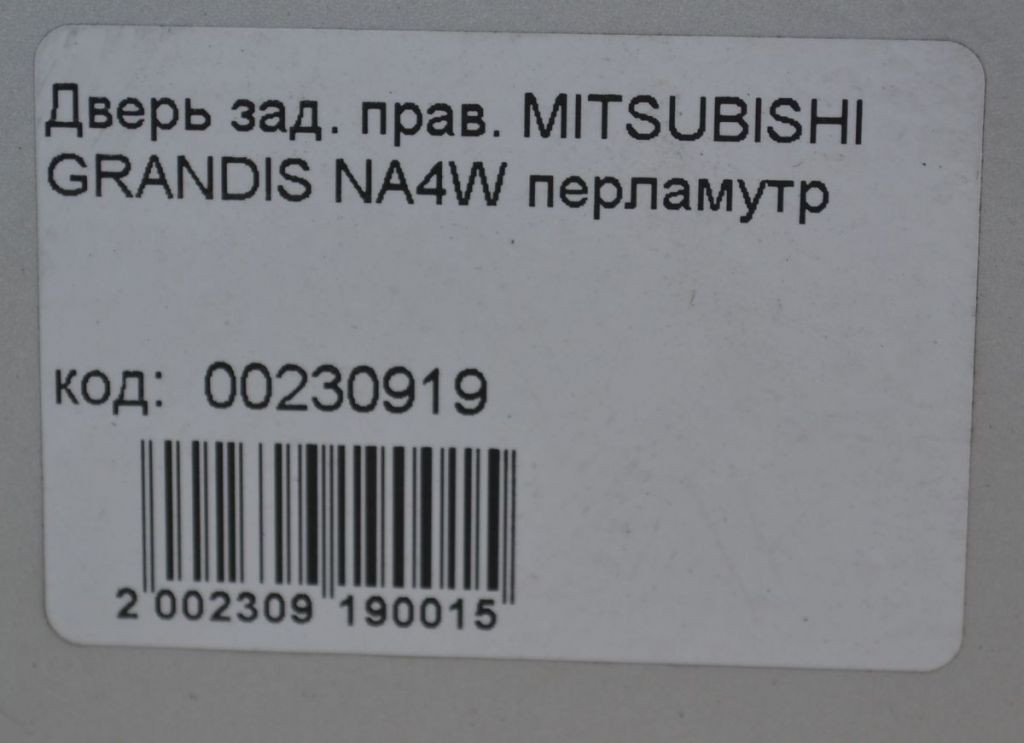 Дверь зад. прав. MITSUBISHI
GRANDIS NA4W перламутр
код: 00230919
2 002309 190015